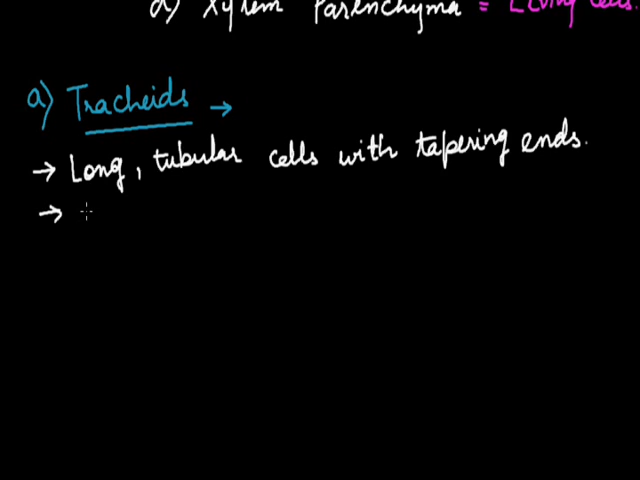 d) Xylem Parenchyma = Living cells.
a) Tracheids →
→ Long, tubular cells with tapering ends.
→